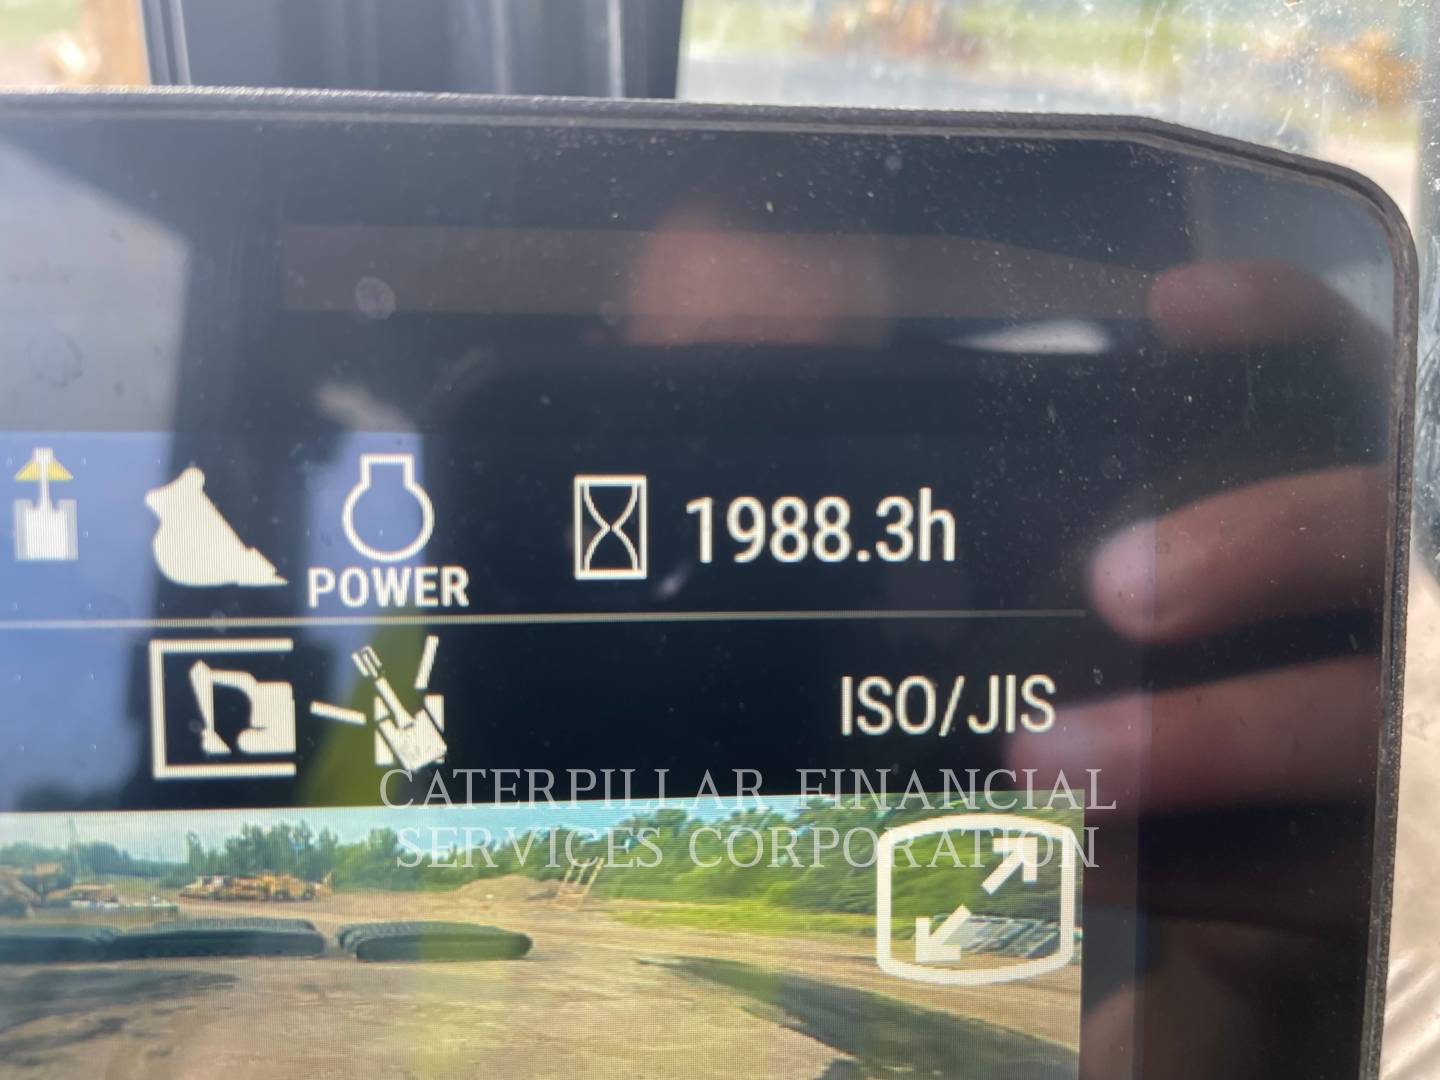 1988.3h
POWER
ISO/JIS
CATERPILLAR FINANCIAL
SERVICES CORPORATION